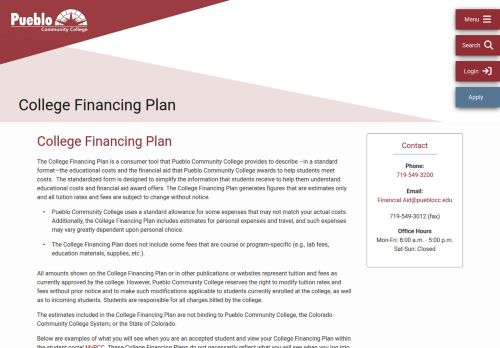 Pueblo
Community College
Menu
Search
Login
Apply
College Financing Plan
College Financing Plan
The College Financing Plan is a consumer tool that Pueblo Community College provides to describe –in a standard
format—the educational costs and the financial aid that Pueblo Community College awards to help students meet
costs. The standardized form is designed to simplify the information that students receive to help them understand
educational costs and financial aid award offers. The College Financing Plan generates figures that are estimates only
and all tuition rates and fees are subject to change without notice.
• Pueblo Community College uses a standard allowance for some expenses that may not match your actual costs.
Additionally, the College Financing Plan includes estimates for personal expenses and travel, and such expenses
may vary greatly dependent upon personal choice.
• The College Financing Plan does not include some fees that are course or program-specific (e.g., lab fees,
education materials, supplies, etc.).
All amounts shown on the College Financing Plan or in other publications or websites represent tuition and fees as
currently approved by the college. However, Pueblo Community College reserves the right to modify tuition rates and
fees without prior notice and to make such modifications applicable to students currently enrolled at the college, as well
as to incoming students. Students are responsible for all charges billed by the college.
The estimates included in the College Financing Plan are not binding to Pueblo Community College, the Colorado
Community College System, or the State of Colorado.
Below are examples of what you will see when you are an accepted student and view your College Financing Plan within
the student portal MyPCC. These College Financing Plans do not necessarily reflect what you will see when you log into
Contact
Phone:
719-549-3200
Email:
Financial.Aid@pueblocc.edu
719-549-3012 (fax)
Office Hours
Mon-Fri: 8:00 a.m. - 5:00 p.m.
Sat-Sun: Closed